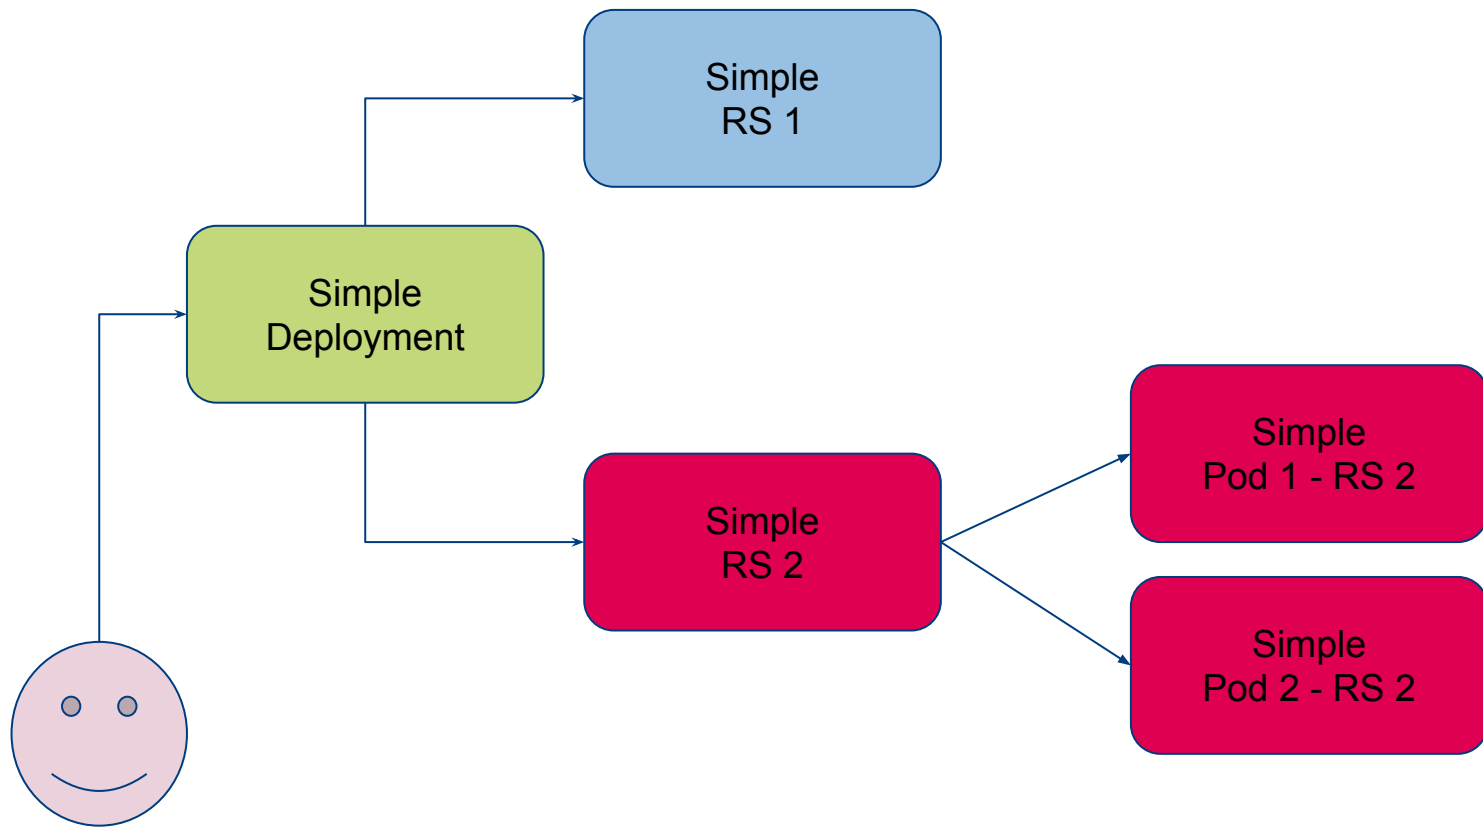 Simple
RS 1
Simple
Deployment
Simple
RS 2
Simple
Pod 1 - RS 2
Simple
Pod 2 - RS 2